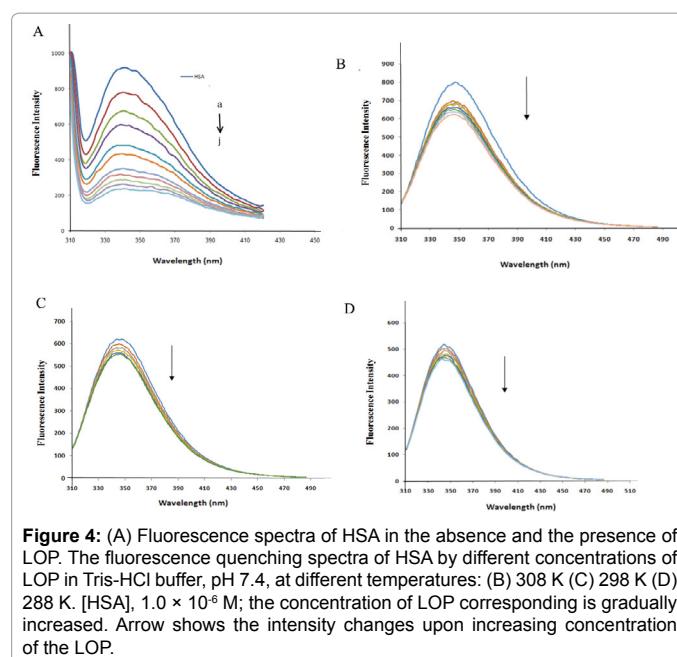 A
1000
800
600
400
200
0
Fluorescence Intensity
HSA
a
j
310 330 350 370 390 410 430 450
Wavelength (nm)
B
900
800
700
600
500
400
300
200
100
0
Fluorescence Intensity
310 330 350 370 390 410 430 450 470 490
Wavelength (nm)
C
700
600
500
400
300
200
100
0
Fluorescence Intensity
310 330 350 370 390 410 430 450 470 490
Wavelength (nm)
D
600
500
400
300
200
100
0
Fluorescence Intensity
310 330 350 370 390 410 430 450 470 490 510
Wavelength (nm)
Figure 4: (A) Fluorescence spectra of HSA in the absence and the presence of
LOP. The fluorescence quenching spectra of HSA by different concentrations of
LOP in Tris-HCl buffer, pH 7.4, at different temperatures: (B) 308 K (C) 298 K (D)
288 K. [HSA], 1.0 × 10⁻⁶ M; the concentration of LOP corresponding is gradually
increased. Arrow shows the intensity changes upon increasing concentration
of the LOP.